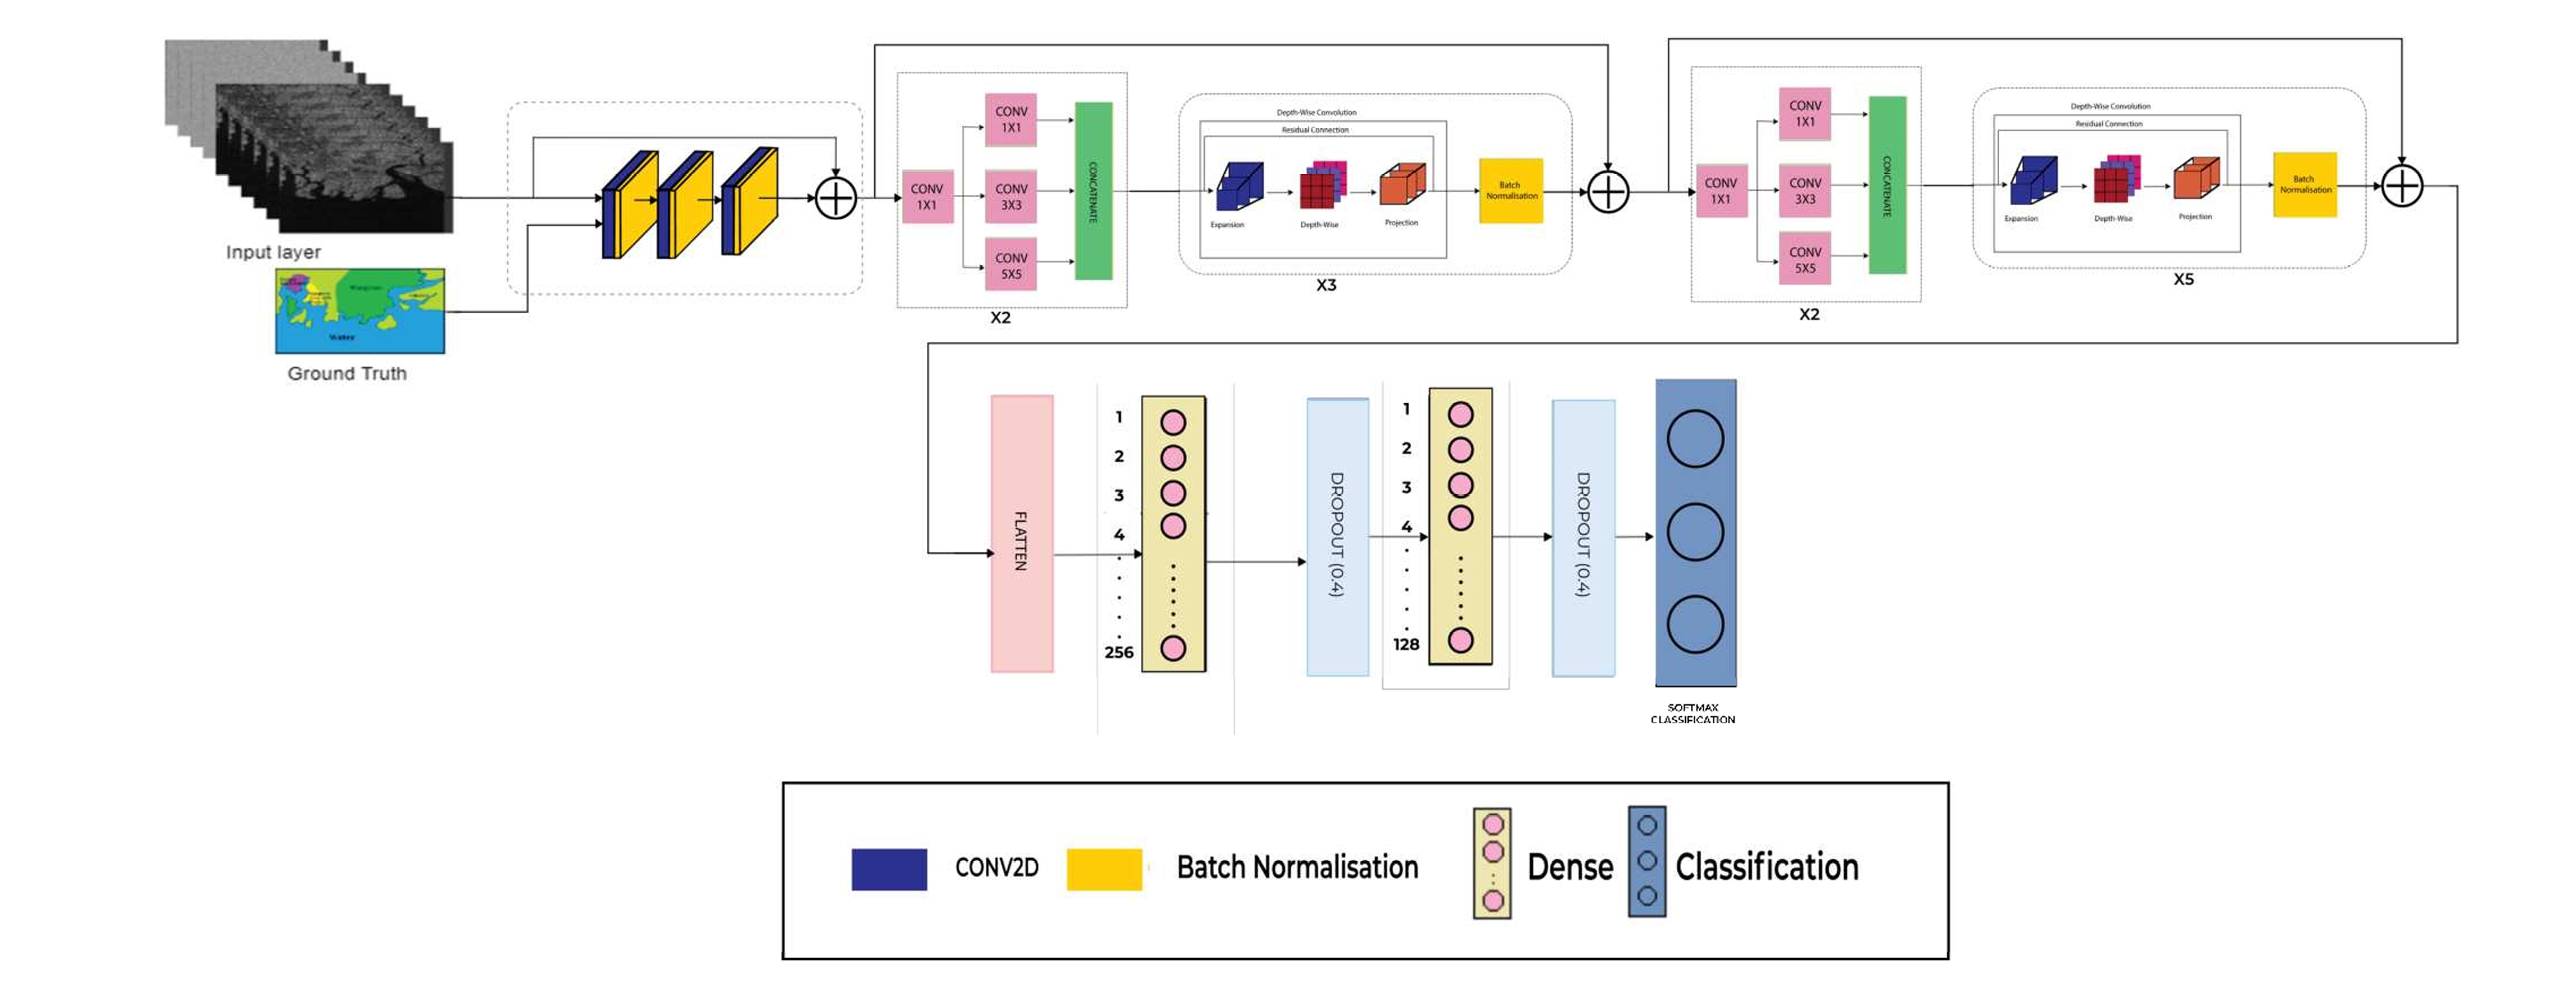 Input layer
Ground Truth
Water
CONV
1X1
CONV
1X1
CONV
3X3
CONV
5X5
CONCATENATE
X2
Depth-Wise Convolution
Residual Connection
Expansion
Depth-Wise
Projection
Batch
Normalisation
X3
CONV
1X1
CONV
1X1
CONV
3X3
CONV
5X5
CONCATENATE
X2
Depth-Wise Convolution
Residual Connection
Expansion
Depth-Wise
Projection
Batch
Normalisation
X5
FLATTEN
1
2
3
4
256
DROPOUT (0.4)
1
2
3
4
128
DROPOUT (0.4)
SOFTMAX
CLASSIFICATION
CONV2D
Batch Normalisation
Dense
Classification